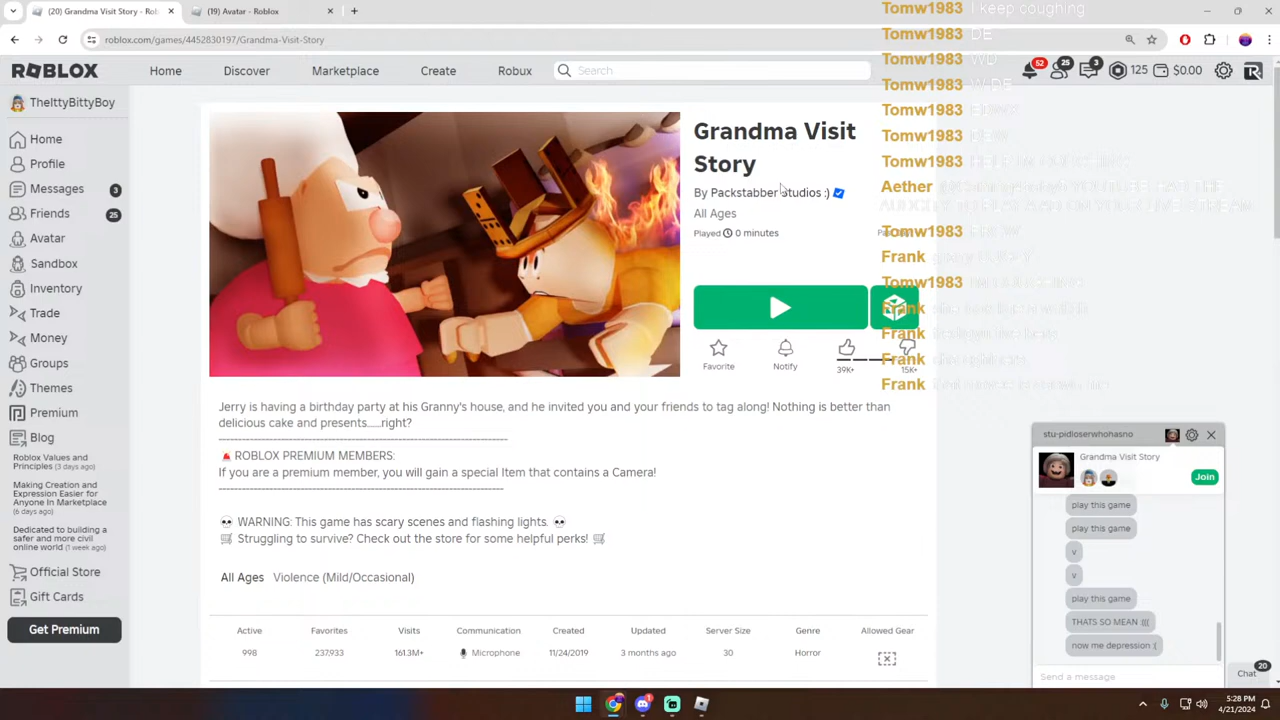 (20) Grandma Visit Story - Rob
(19) Avatar - Roblox
roblox.com/games/4452830197/Grandma-Visit-Story
ROBLOX
Home
Discover
Marketplace
Create
Robux
Search
52
25
3
125
$0.00
TheIttyBittyBoy
Home
Profile
Messages
3
Friends
25
Avatar
Sandbox
Inventory
Trade
Money
Groups
Themes
Premium
Blog
Roblox Values and
Principles (3 days ago)
Making Creation and
Expression Easier for
Anyone In Marketplace
(6 days ago)
Dedicated to building a
safer and more civil
online world (1 week ago)
Official Store
Gift Cards
Get Premium
Grandma Visit
Story
By Packstabber Studios :)
All Ages
Played 0 minutes
Favorite
Notify
39K+
15K+
Jerry is having a birthday party at his Granny's house, and he invited you and your friends to tag along! Nothing is better than
delicious cake and presents.....right?
ROBLOX PREMIUM MEMBERS:
If you are a premium member, you will gain a special Item that contains a Camera!
WARNING: This game has scary scenes and flashing lights.
Struggling to survive? Check out the store for some helpful perks!
All Ages Violence (Mild/Occasional)
Active
Favorites
Visits
Communication
Created
Updated
Server Size
Genre
Allowed Gear
998
237,933
161.3M+
Microphone
11/24/2019
3 months ago
30
Horror
Tomw1983 I keep coughing
Tomw1983 DE
Tomw1983 WD
Tomw1983 W DE
Tomw1983
Tomw1983
Tomw1983
Aether
Tomw1983
Frank
Tomw1983
Frank
Frank
Frank
Frank
stu-pidloserwhohasno
Grandma Visit Story
Join
play this game
play this game
v
v
play this game
THATS SO MEAN :(((
now me depression :(
Send a message
Chat
20
5:28 PM
4/21/2024